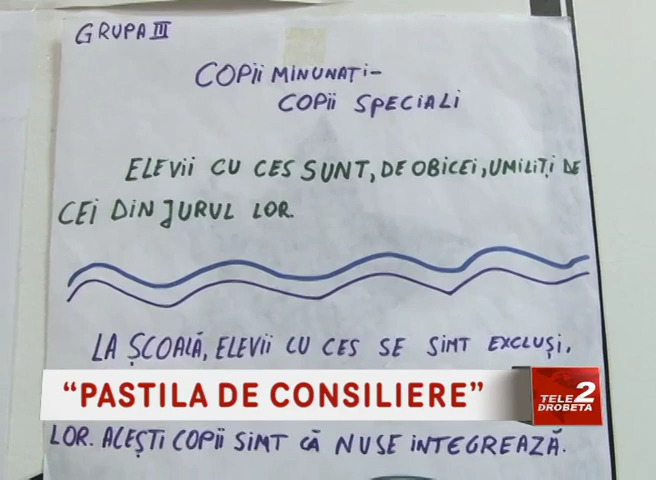 GRUPA III
COPII MINUNAȚI –
COPII SPECIALI
ELEVII CU CES SUNT, DE OBICEI, UMILIȚI DE
CEI DIN JURUL LOR.
LA ȘCOALĂ, ELEVII CU CES SE SIMT EXCLUȘI,
“PASTILA DE CONSILIERE”
TELE 2
DROBETA
LOR. ACEȘTI COPII SIMT CĂ NU SE INTEGREAZĂ.